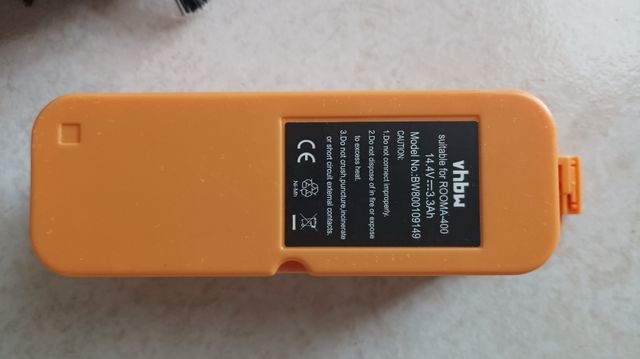 vhbw
suitable for ROOMA-400
14.4V⎓3.3Ah
Model No.:BW800109149
CAUTION:
1.Do not connect improperly.
2.Do not dispose of in fire or expose
to excess heat.
3.Do not crush,puncture,incinerate
or short circuit external contacts.
CE
Ni-Mh